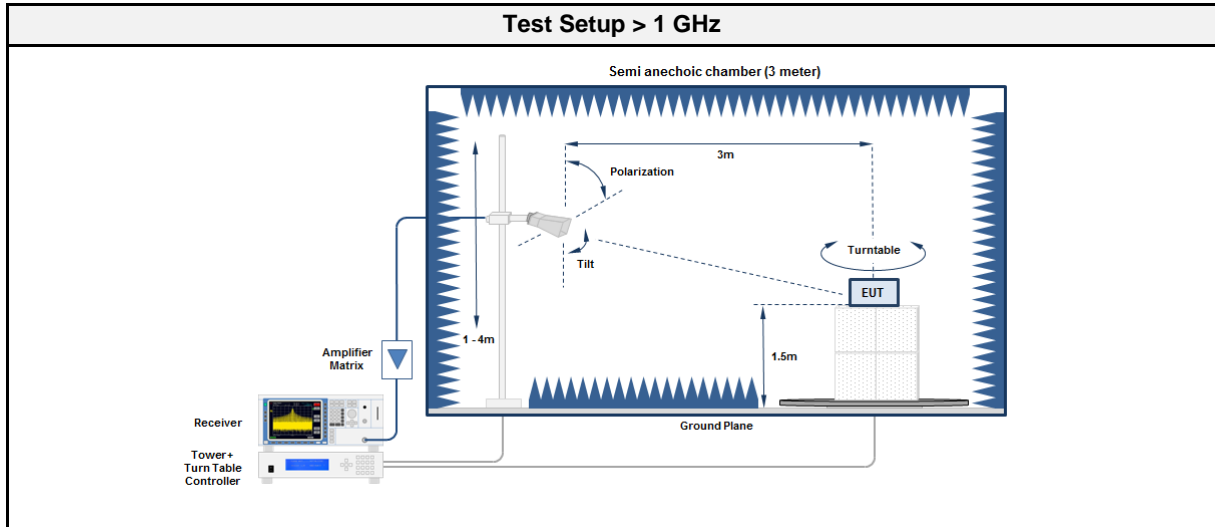 Test Setup > 1 GHz
Semi anechoic chamber (3 meter)
3m
Polarization
Tilt
Turntable
EUT
1 - 4m
1.5m
Amplifier
Matrix
Receiver
Ground Plane
Tower+
Turn Table
Controller